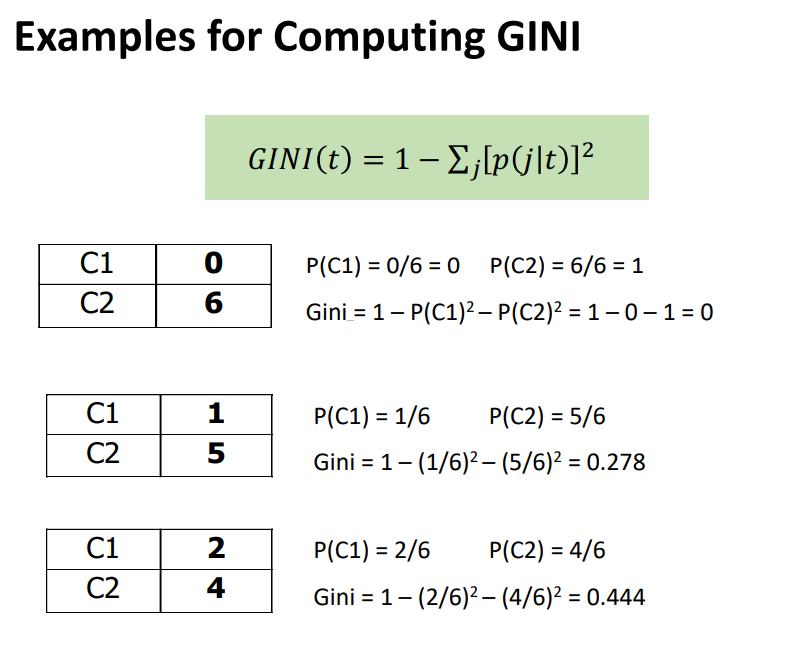 Examples for Computing GINI
GINI(t) = 1 − Σⱼ[p(j|t)]²
C1 0
C2 6
P(C1) = 0/6 = 0 P(C2) = 6/6 = 1
Gini = 1 – P(C1)² – P(C2)² = 1 – 0 – 1 = 0
C1 1
C2 5
P(C1) = 1/6 P(C2) = 5/6
Gini = 1 – (1/6)² – (5/6)² = 0.278
C1 2
C2 4
P(C1) = 2/6 P(C2) = 4/6
Gini = 1 – (2/6)² – (4/6)² = 0.444